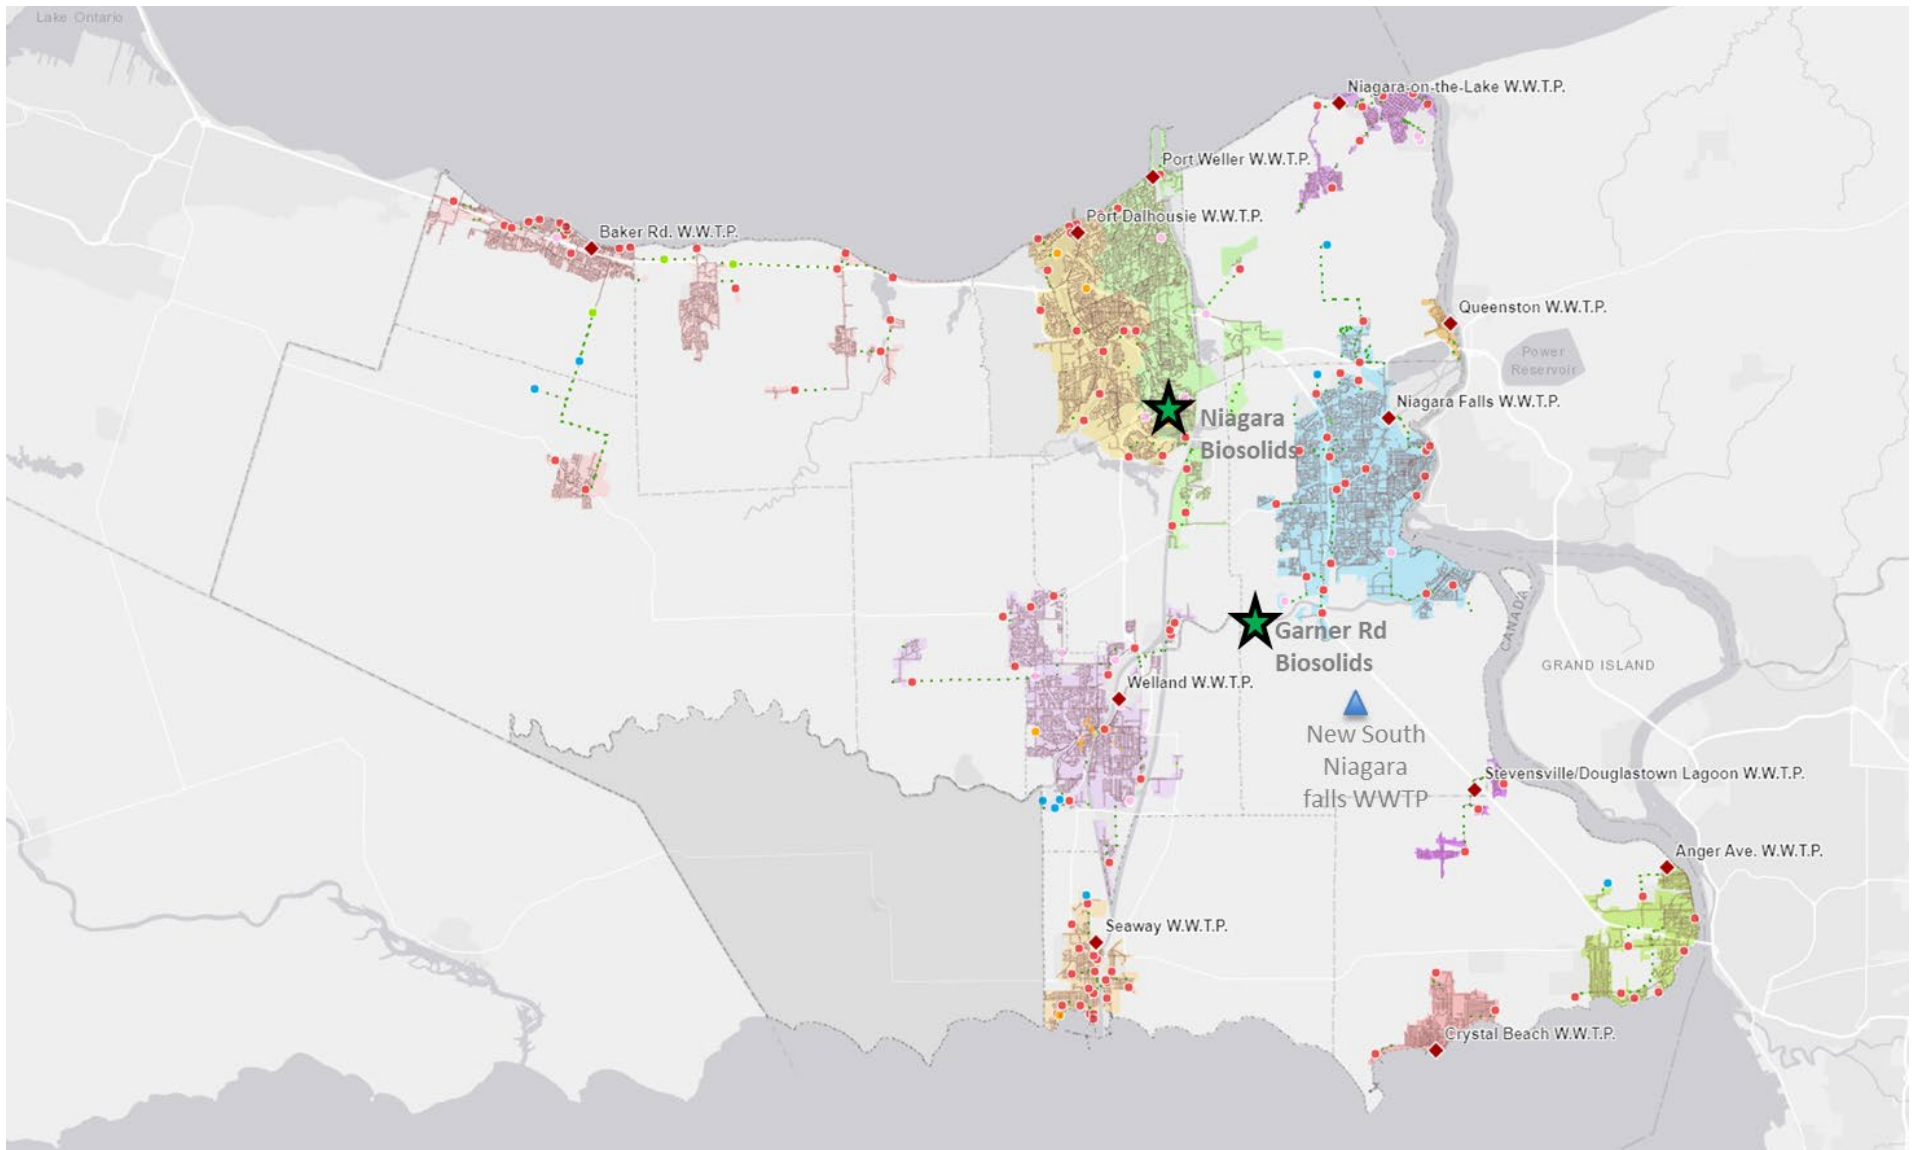 Lake Ontario
Niagara-on-the-Lake W.W.T.P.
Port Weller W.W.T.P.
Port Dalhousie W.W.T.P.
Baker Rd. W.W.T.P.
Queenston W.W.T.P.
Power
Reservoir
Niagara Falls W.W.T.P.
Niagara
Biosolids
Garner Rd
Biosolids
CANADA
GRAND ISLAND
Welland W.W.T.P.
New South
Niagara
falls WWTP
Stevensville/Douglastown Lagoon W.W.T.P.
Anger Ave. W.W.T.P.
Seaway W.W.T.P.
Crystal Beach W.W.T.P.